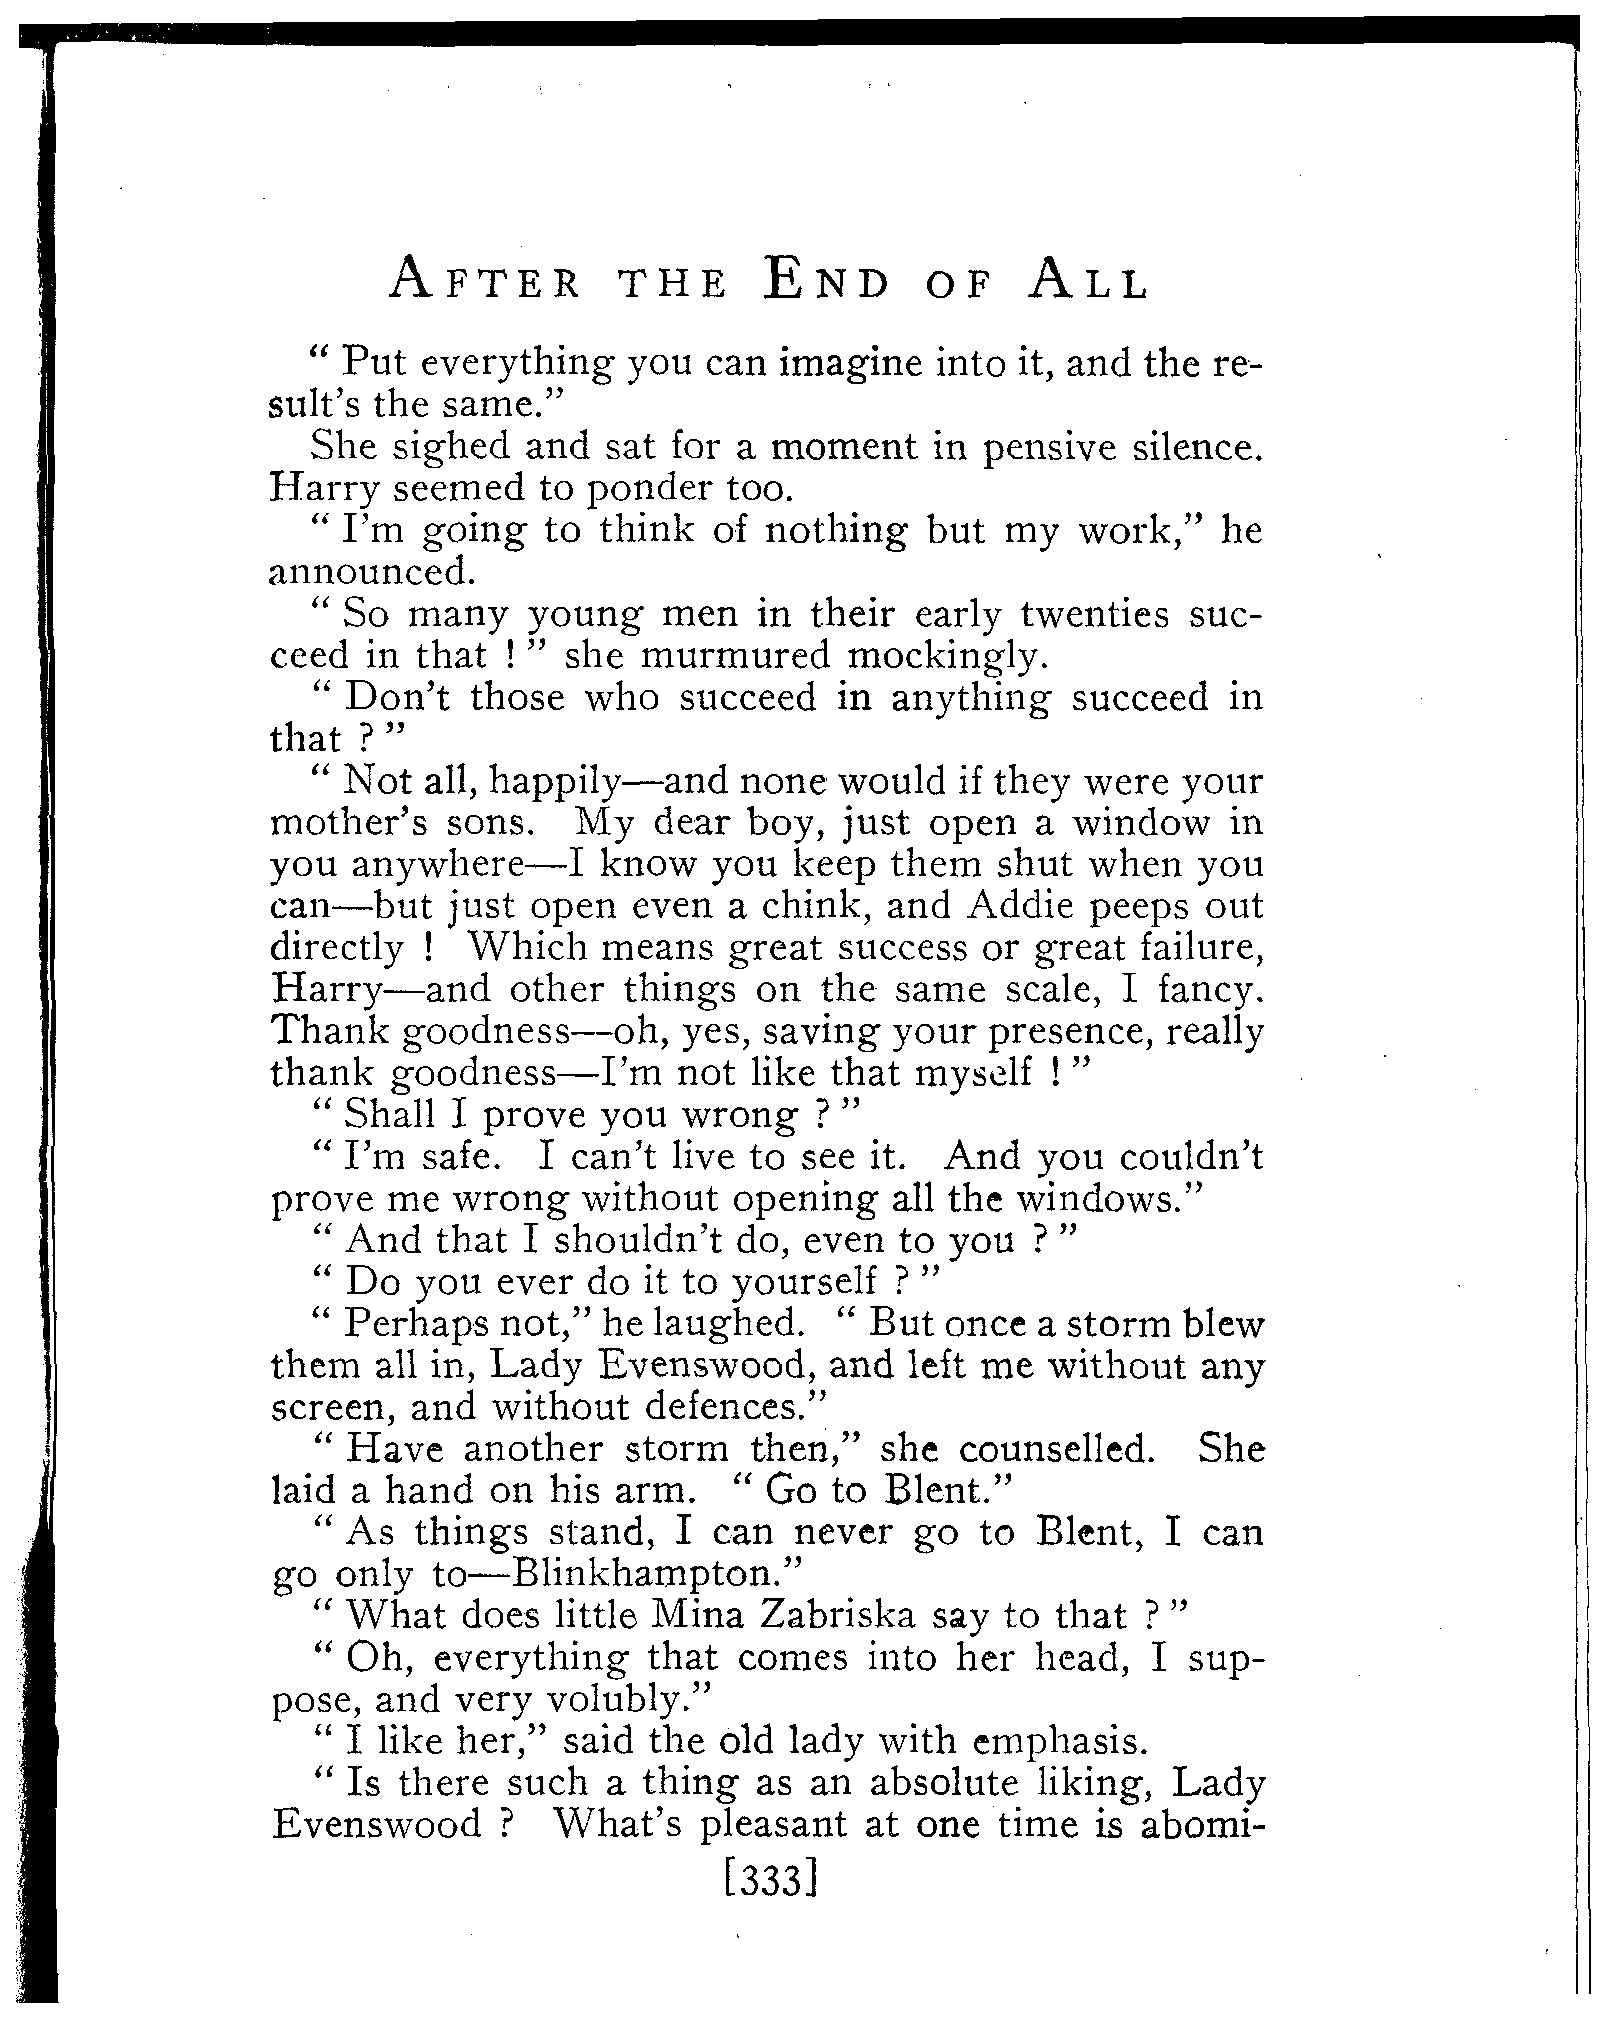 After the End of All
“ Put everything you can imagine into it, and the re-
sult’s the same.”
She sighed and sat for a moment in pensive silence.
Harry seemed to ponder too.
“ I’m going to think of nothing but my work,” he
announced.
“ So many young men in their early twenties suc-
ceed in that ! ” she murmured mockingly.
“ Don’t those who succeed in anything succeed in
that ? ”
“ Not all, happily—and none would if they were your
mother’s sons. My dear boy, just open a window in
you anywhere—I know you keep them shut when you
can—but just open even a chink, and Addie peeps out
directly ! Which means great success or great failure,
Harry—and other things on the same scale, I fancy.
Thank goodness—oh, yes, saving your presence, really
thank goodness—I’m not like that myself ! ”
“ Shall I prove you wrong ? ”
“ I’m safe. I can’t live to see it. And you couldn’t
prove me wrong without opening all the windows.”
“ And that I shouldn’t do, even to you ? ”
“ Do you ever do it to yourself ? ”
“ Perhaps not,” he laughed. “ But once a storm blew
them all in, Lady Evenswood, and left me without any
screen, and without defences.”
“ Have another storm then,” she counselled. She
laid a hand on his arm. “ Go to Blent.”
“ As things stand, I can never go to Blent, I can
go only to—Blinkhampton.”
“ What does little Mina Zabriska say to that ? ”
“ Oh, everything that comes into her head, I sup-
pose, and very volubly.”
“ I like her,” said the old lady with emphasis.
“ Is there such a thing as an absolute liking, Lady
Evenswood ? What’s pleasant at one time is abomi-
[333]